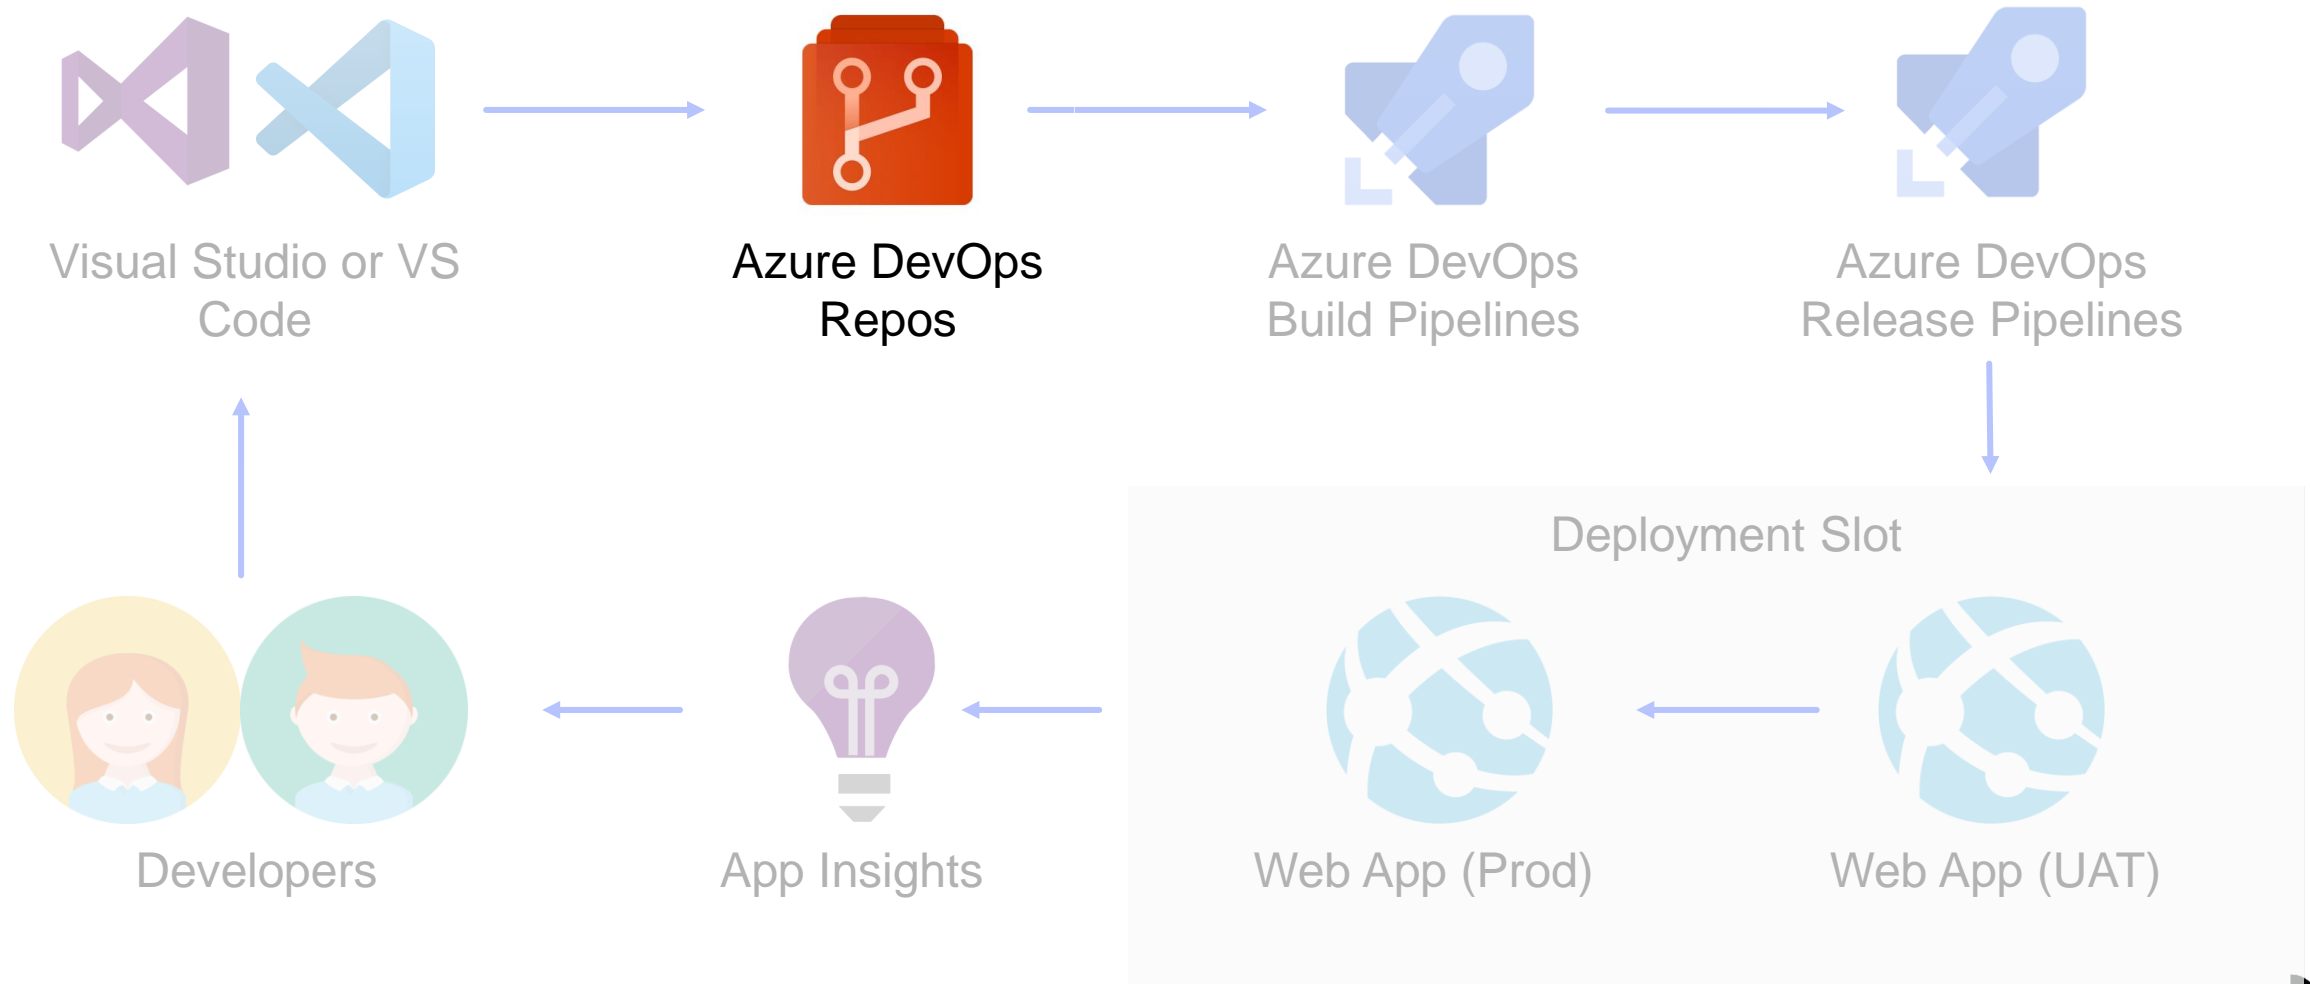 Visual Studio or VS
Code
Azure DevOps
Repos
Azure DevOps
Build Pipelines
Azure DevOps
Release Pipelines
Deployment Slot
Developers
App Insights
Web App (Prod)
Web App (UAT)